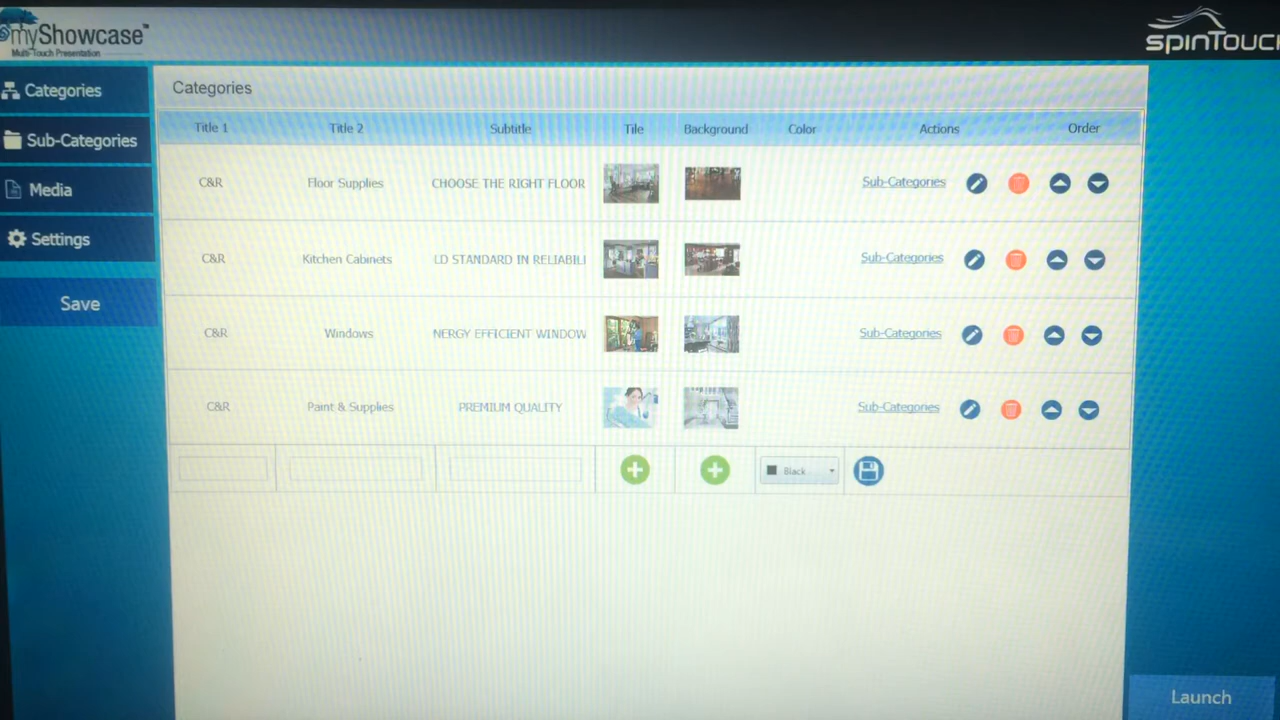 myShowcase™
Multi-Touch Presentation
spinTouch
Categories
Sub-Categories
Media
Settings
Save
Categories
Title 1 Title 2 Subtitle Tile Background Color Actions Order
C&R Floor Supplies CHOOSE THE RIGHT FLOOR Sub-Categories
C&R Kitchen Cabinets LD STANDARD IN RELIABILI Sub-Categories
C&R Windows NERGY EFFICIENT WINDOW Sub-Categories
C&R Paint & Supplies PREMIUM QUALITY Sub-Categories
Black
Launch